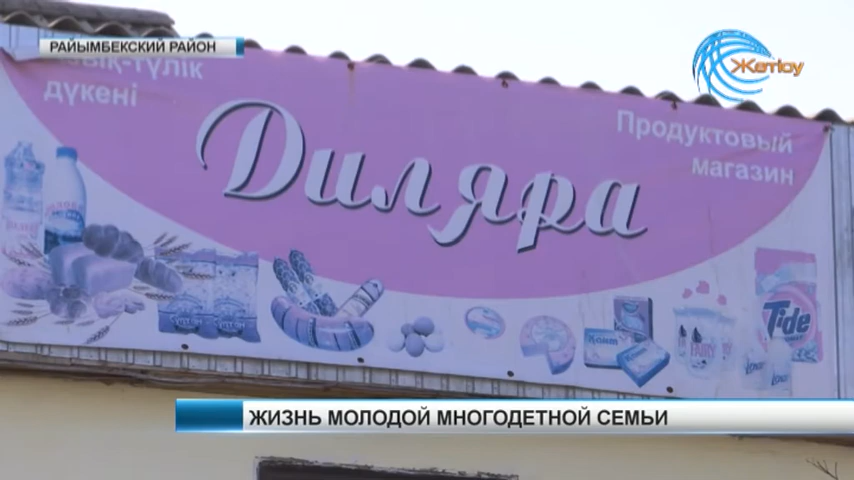 РАЙЫМБЕКСКИЙ РАЙОН
Жетісу
дүкені
Диляра
Продуктовый
магазин
Tide
ЖИЗНЬ МОЛОДОЙ МНОГОДЕТНОЙ СЕМЬИ